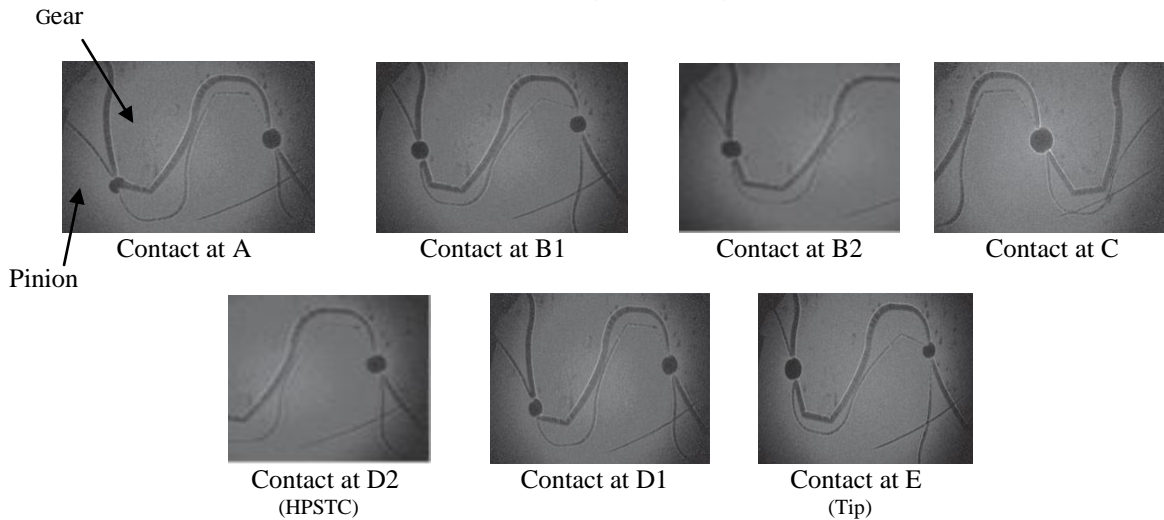 Gear
Contact at A
Contact at B1
Contact at B2
Contact at C
Pinion
Contact at D2
(HPSTC)
Contact at D1
Contact at E
(Tip)